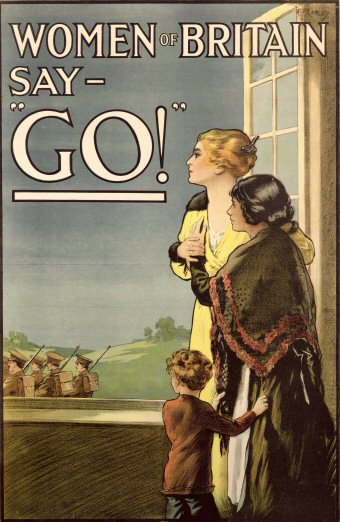 WOMEN OF BRITAIN
SAY –
"GO!"